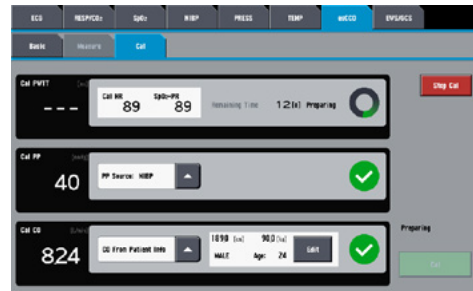 ECG RESP/CO2 SpO2 NIBP PRESS TEMP esCCO EVS/GCS
Basic Measure Cal
Cal PWTT
Cal HR SpO2-PR
--- 89 89 Remaining Time 12[s] Preparing
Stop Cal
Cal PP [mmHg]
40 PP Source: NIBP
Cal CO [L/min]
CO From Patient Info
MALE Age: 24 Edit
Preparing
Cal